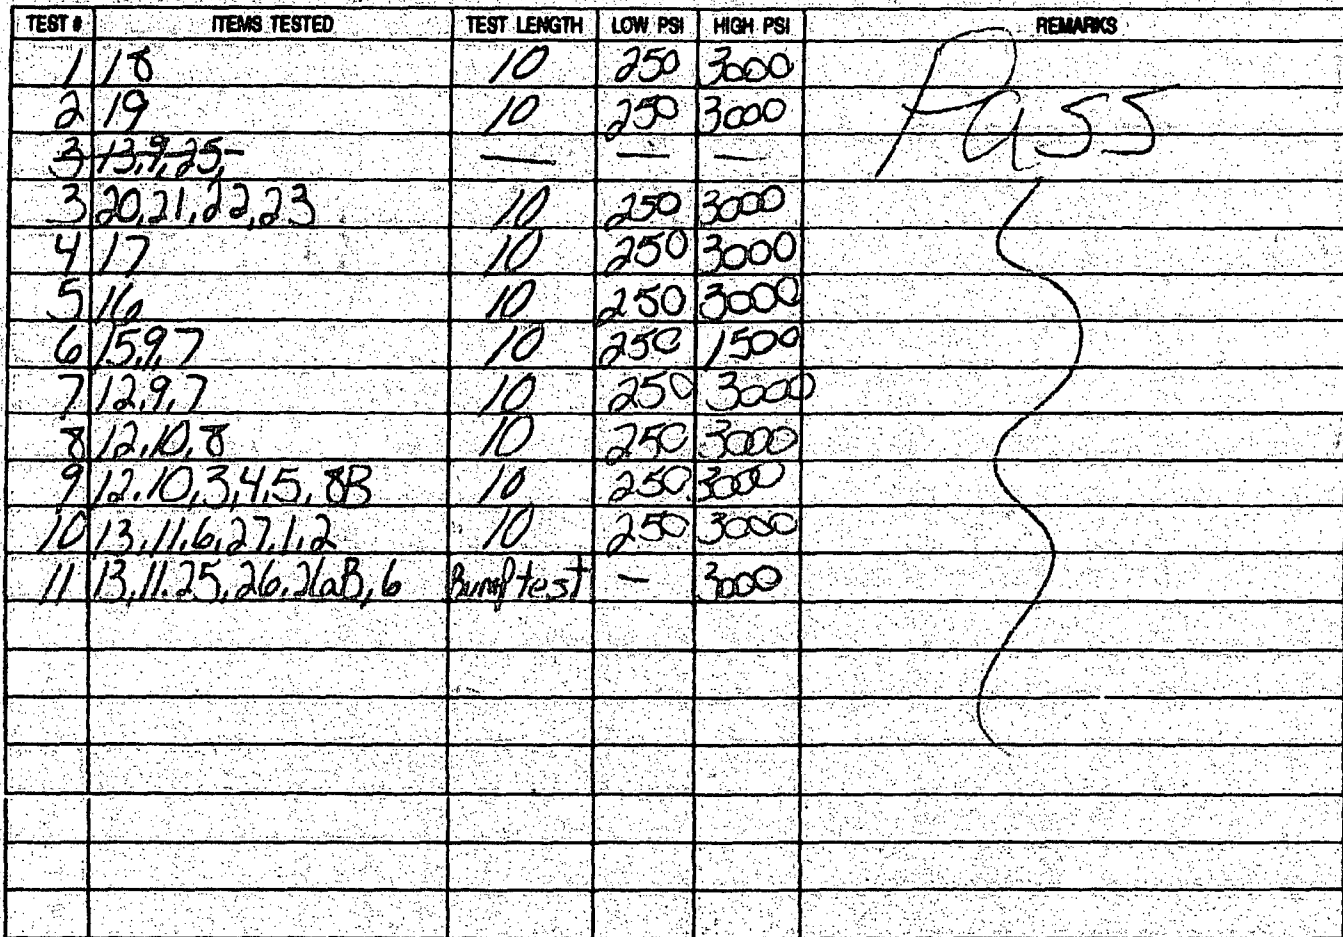 TEST # ITEMS TESTED TEST LENGTH LOW PSI HIGH PSI REMARKS
1 18 10 250 3000
2 19 10 250 3000 Pass
3 13,9,25, — — —
3 20,21,22,23 10 250 3000
4 17 10 250 3000
5 16 10 250 3000
6 15,9,7 10 250 1500
7 12,9,7 10 250 3000
8 12,10,8 10 250 3000
9 12,10,3,4,5,8B 10 250 3000
10 13,11,6,27,1,2 10 250 3000
11 13,11,25,26,26aB,6 Bump test — 3000